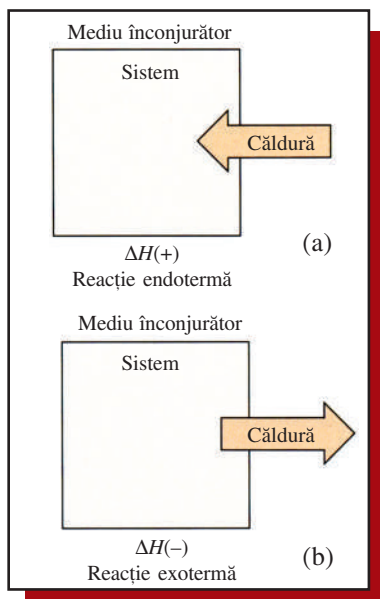 Mediu înconjurător
Sistem
Căldură
(a)
ΔH(+)
Reacție endotermă
Mediu înconjurător
Sistem
Căldură
ΔH(–)
(b)
Reacție exotermă